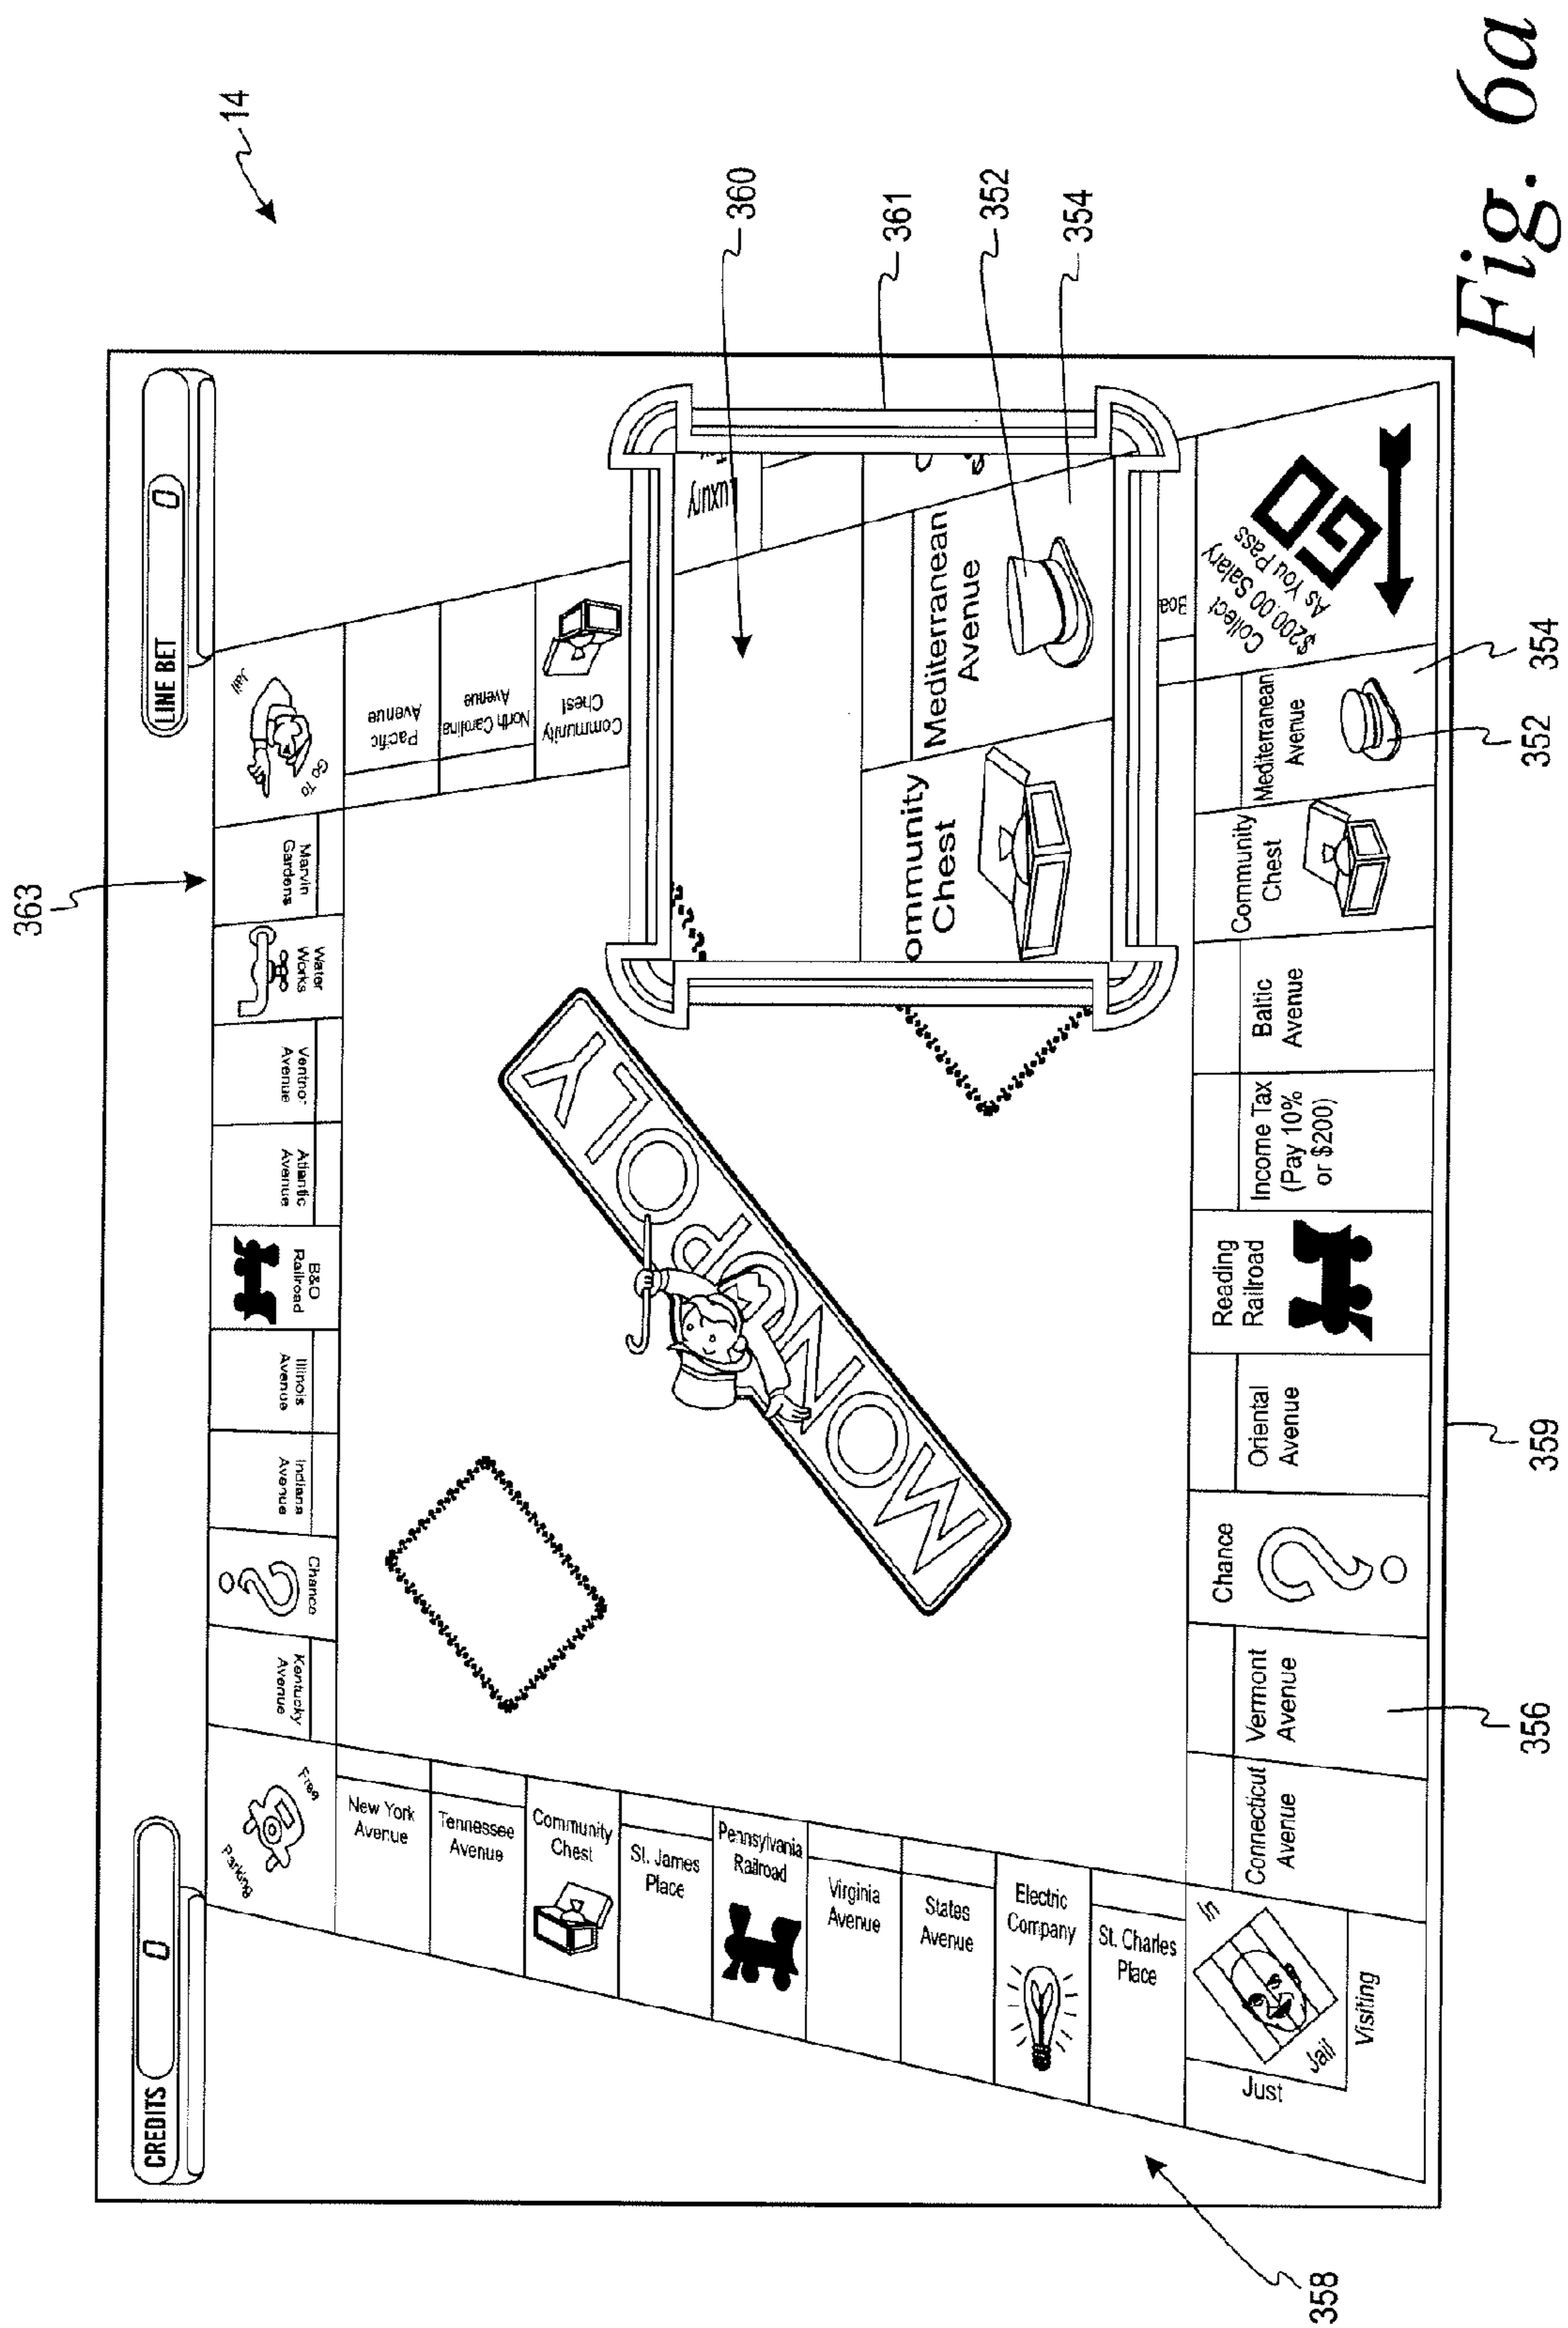 14
CREDITS 0
LINE BET 0
363
Parking
Free
Kentucky
Avenue
Chance
?
Indiana
Avenue
Illinois
Avenue
B&O
Railroad
Atlantic
Avenue
Ventnor
Avenue
Water
Works
Marvin
Gardens
GO TO
Jail
New York
Avenue
Tennessee
Avenue
Community
Chest
St. James
Place
Pennsylvania
Railroad
Virginia
Avenue
States
Avenue
Electric
Company
St. Charles
Place
MONOPOLY
Pacific
Avenue
North Carolina
Avenue
Community
Chest
Luxury
ommunity
Chest
Mediterranean
Avenue
360
361
352
354
Boa
In
Jail
Just
Visiting
Connecticut
Avenue
Vermont
Avenue
Chance
?
Oriental
Avenue
Reading
Railroad
Income Tax
(Pay 10%
or $200)
Baltic
Avenue
Community
Chest
Mediterranean
Avenue
Collect
$200.00 Salary
As You Pass
GO
358
356
359
352
354
Fig. 6a